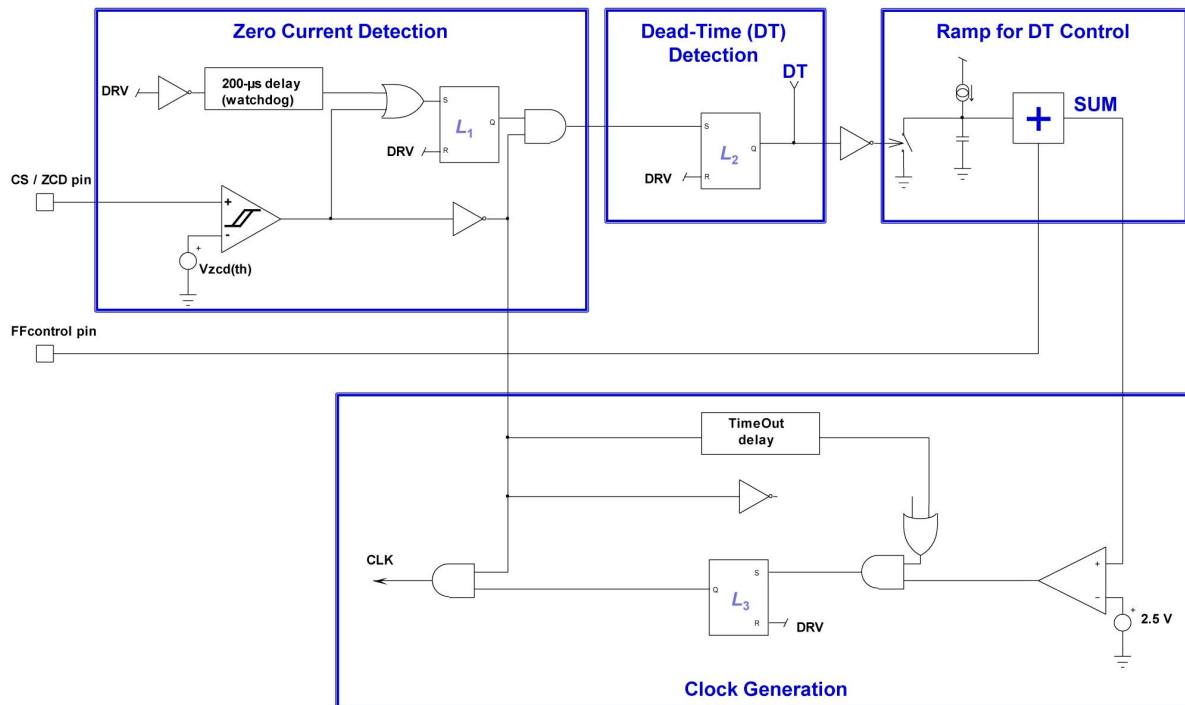 Zero Current Detection
DRV
200-µs delay
(watchdog)
S
L1
Q
R
DRV
CS / ZCD pin
+
-
+
Vzcd(th)
Dead-Time (DT)
Detection
DT
S
L2
Q
R
DRV
Ramp for DT Control
+
SUM
FFcontrol pin
TimeOut
delay
CLK
S
Q
L3
R
DRV
+
−
+
2.5 V
Clock Generation